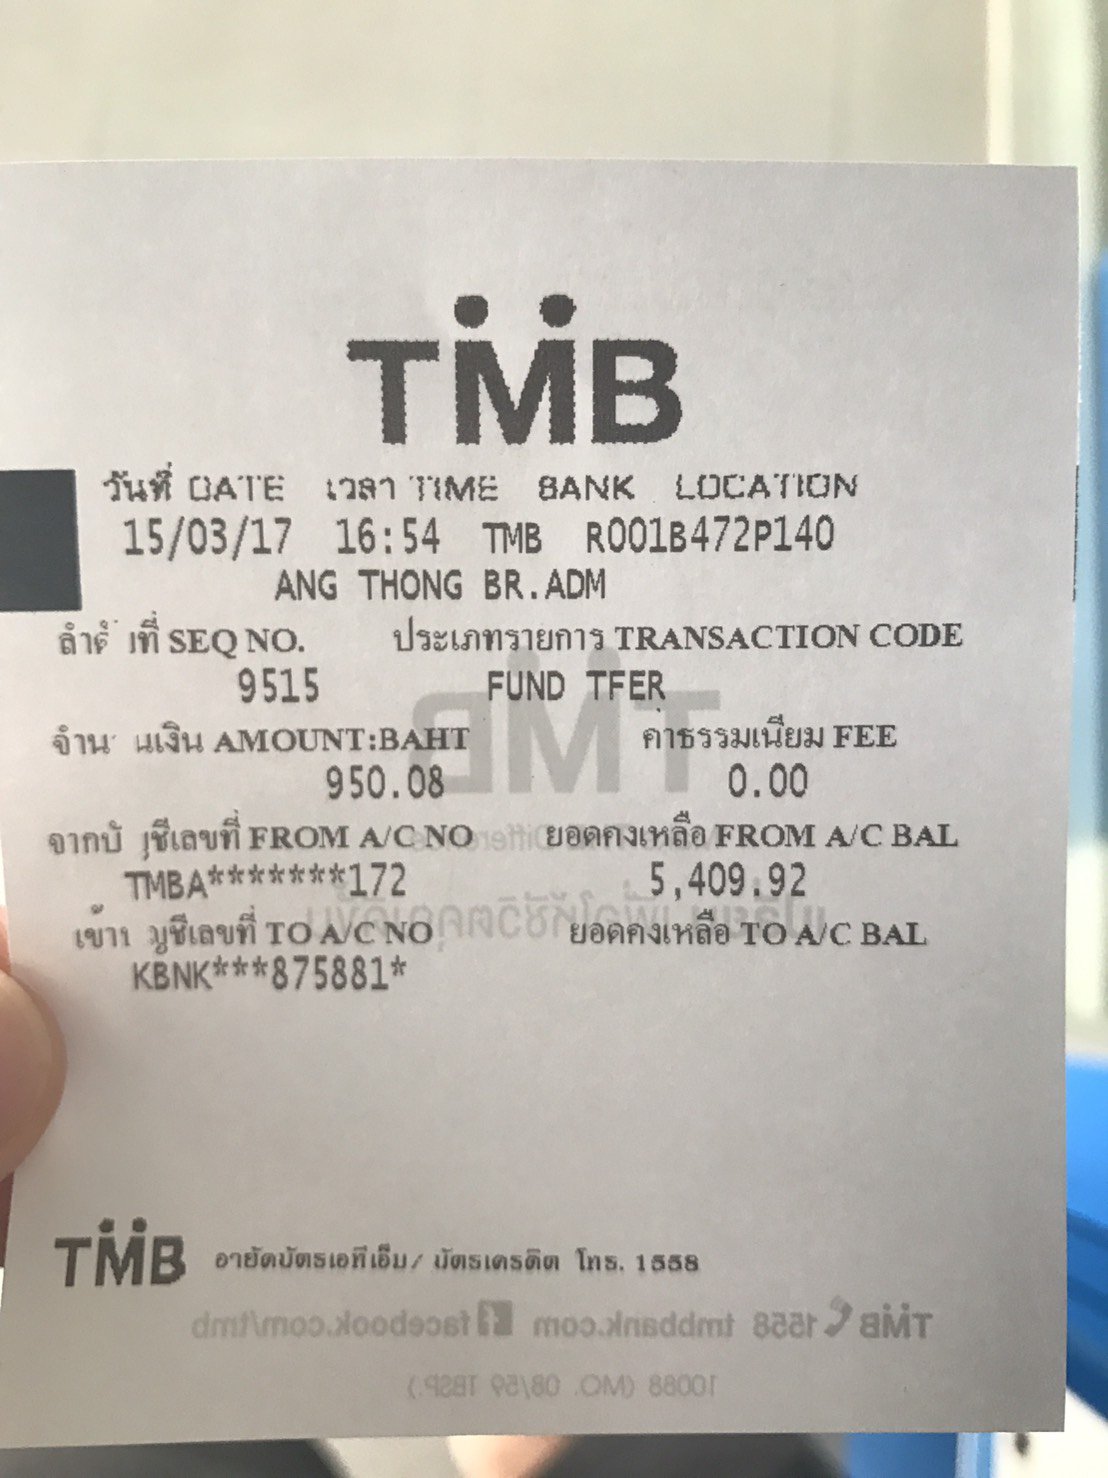 TMB
วันที่ DATE เวลา TIME BANK LOCATION
15/03/17 16:54 TMB R001B472P140
ANG THONG BR.ADM
ลำดับที่ SEQ NO. ประเภทรายการ TRANSACTION CODE
9515 FUND TFER
จำนวนเงิน AMOUNT:BAHT ค่าธรรมเนียม FEE
950.08 0.00
จากบัญชีเลขที่ FROM A/C NO ยอดคงเหลือ FROM A/C BAL
TMBA*******172 5,409.92
เข้าบัญชีเลขที่ TO A/C NO ยอดคงเหลือ TO A/C BAL
KBNK***875881*
TMB อายัดบัตรเอทีเอ็ม/ บัตรเครดิต โทร. 1558
TMB 1558 tmbbank.com facebook.com/tmb
10088 (MO. 08/59 TBSP.)